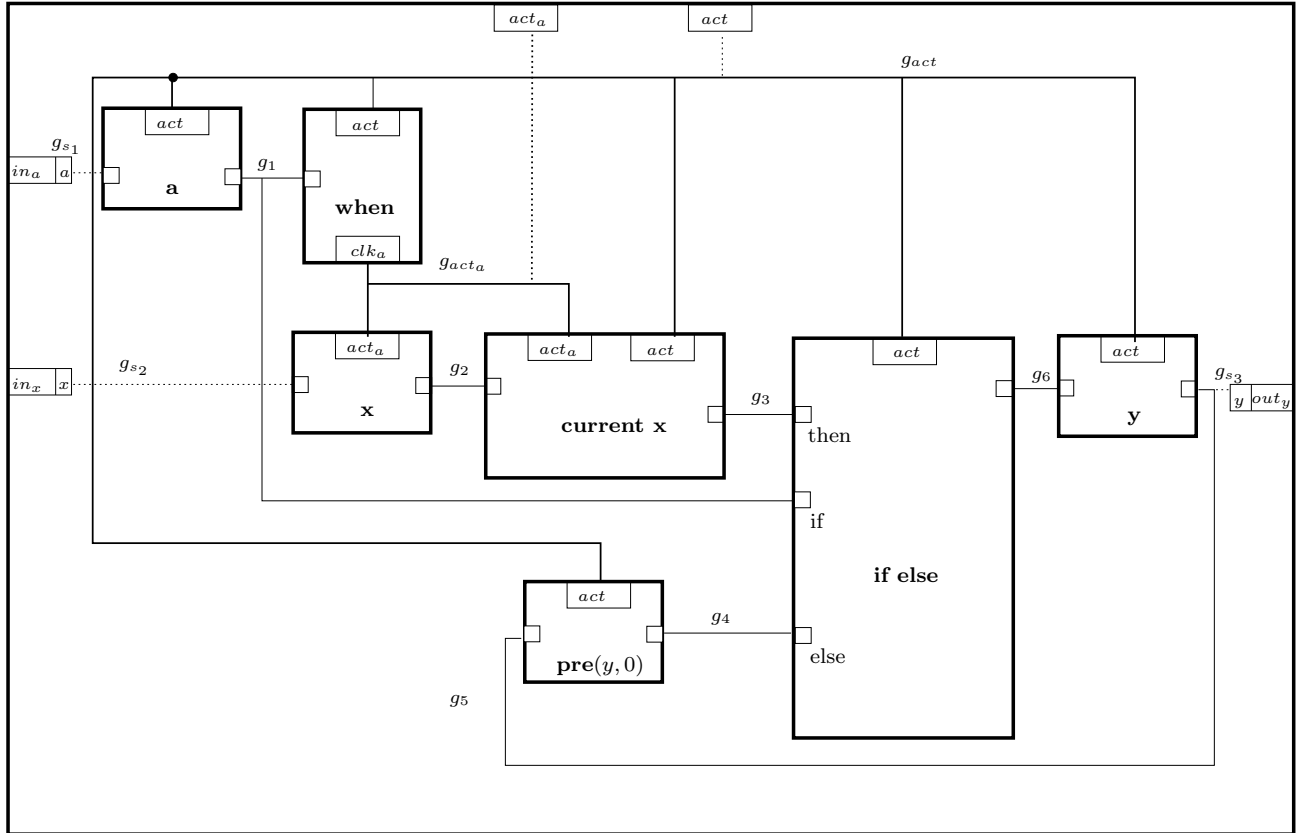 act_a act
g_act
act act
g_s1
in_a a
g_1
a
when
clk_a
g_act_a
act_a act_a act act act
g_s2
in_x x
g_2
g_6
g_s3
y out_y
x
current x
g_3
y
then
if
if else
act
g_4
pre(y, 0)
else
g_5